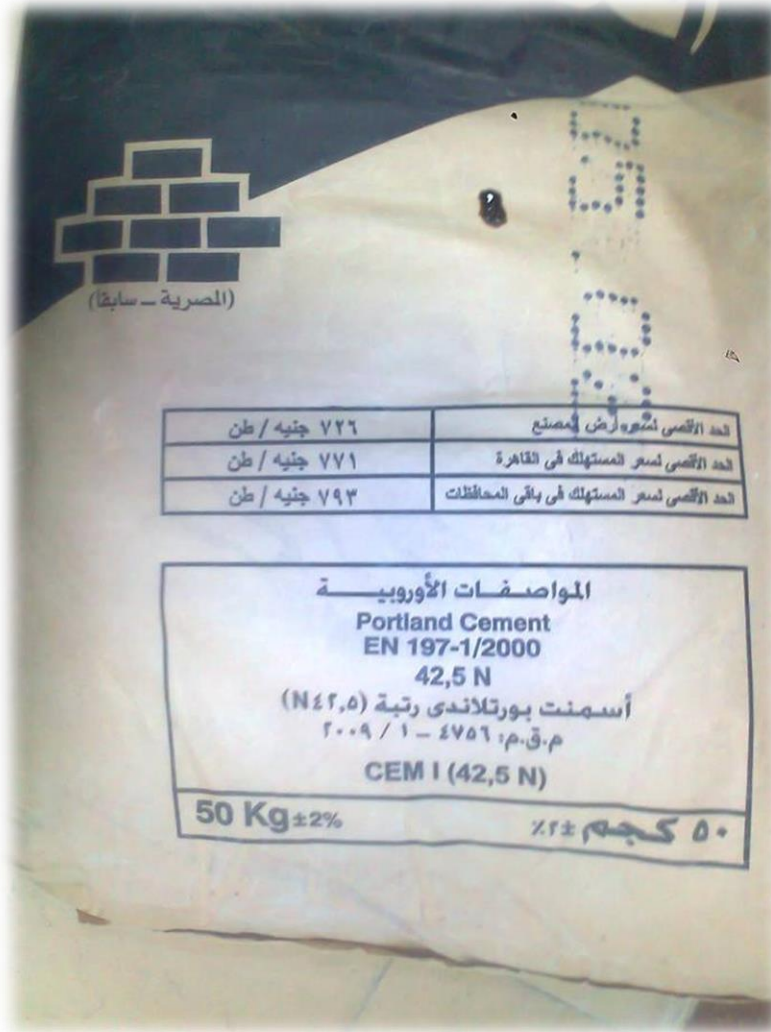 (المصرية ــ سابقا)
الحد الأقصى لسعر أرض المصنع ٧٢٦ جنيه / طن
الحد الأقصى لسعر المستهلك فى القاهرة ٧٧١ جنيه / طن
الحد الأقصى لسعر المستهلك فى باقى المحافظات ٧٩٣ جنيه / طن
المواصفات الأوروبية
Portland Cement
EN 197-1/2000
42,5 N
أسمنت بورتلاندى رتبة (N٤٢,٥)
م.ق.م: ٤٧٥٦ – ١ / ٢٠٠٩
CEM I (42,5 N)
50 Kg ±2% ٥٠ كجم ±٢٪